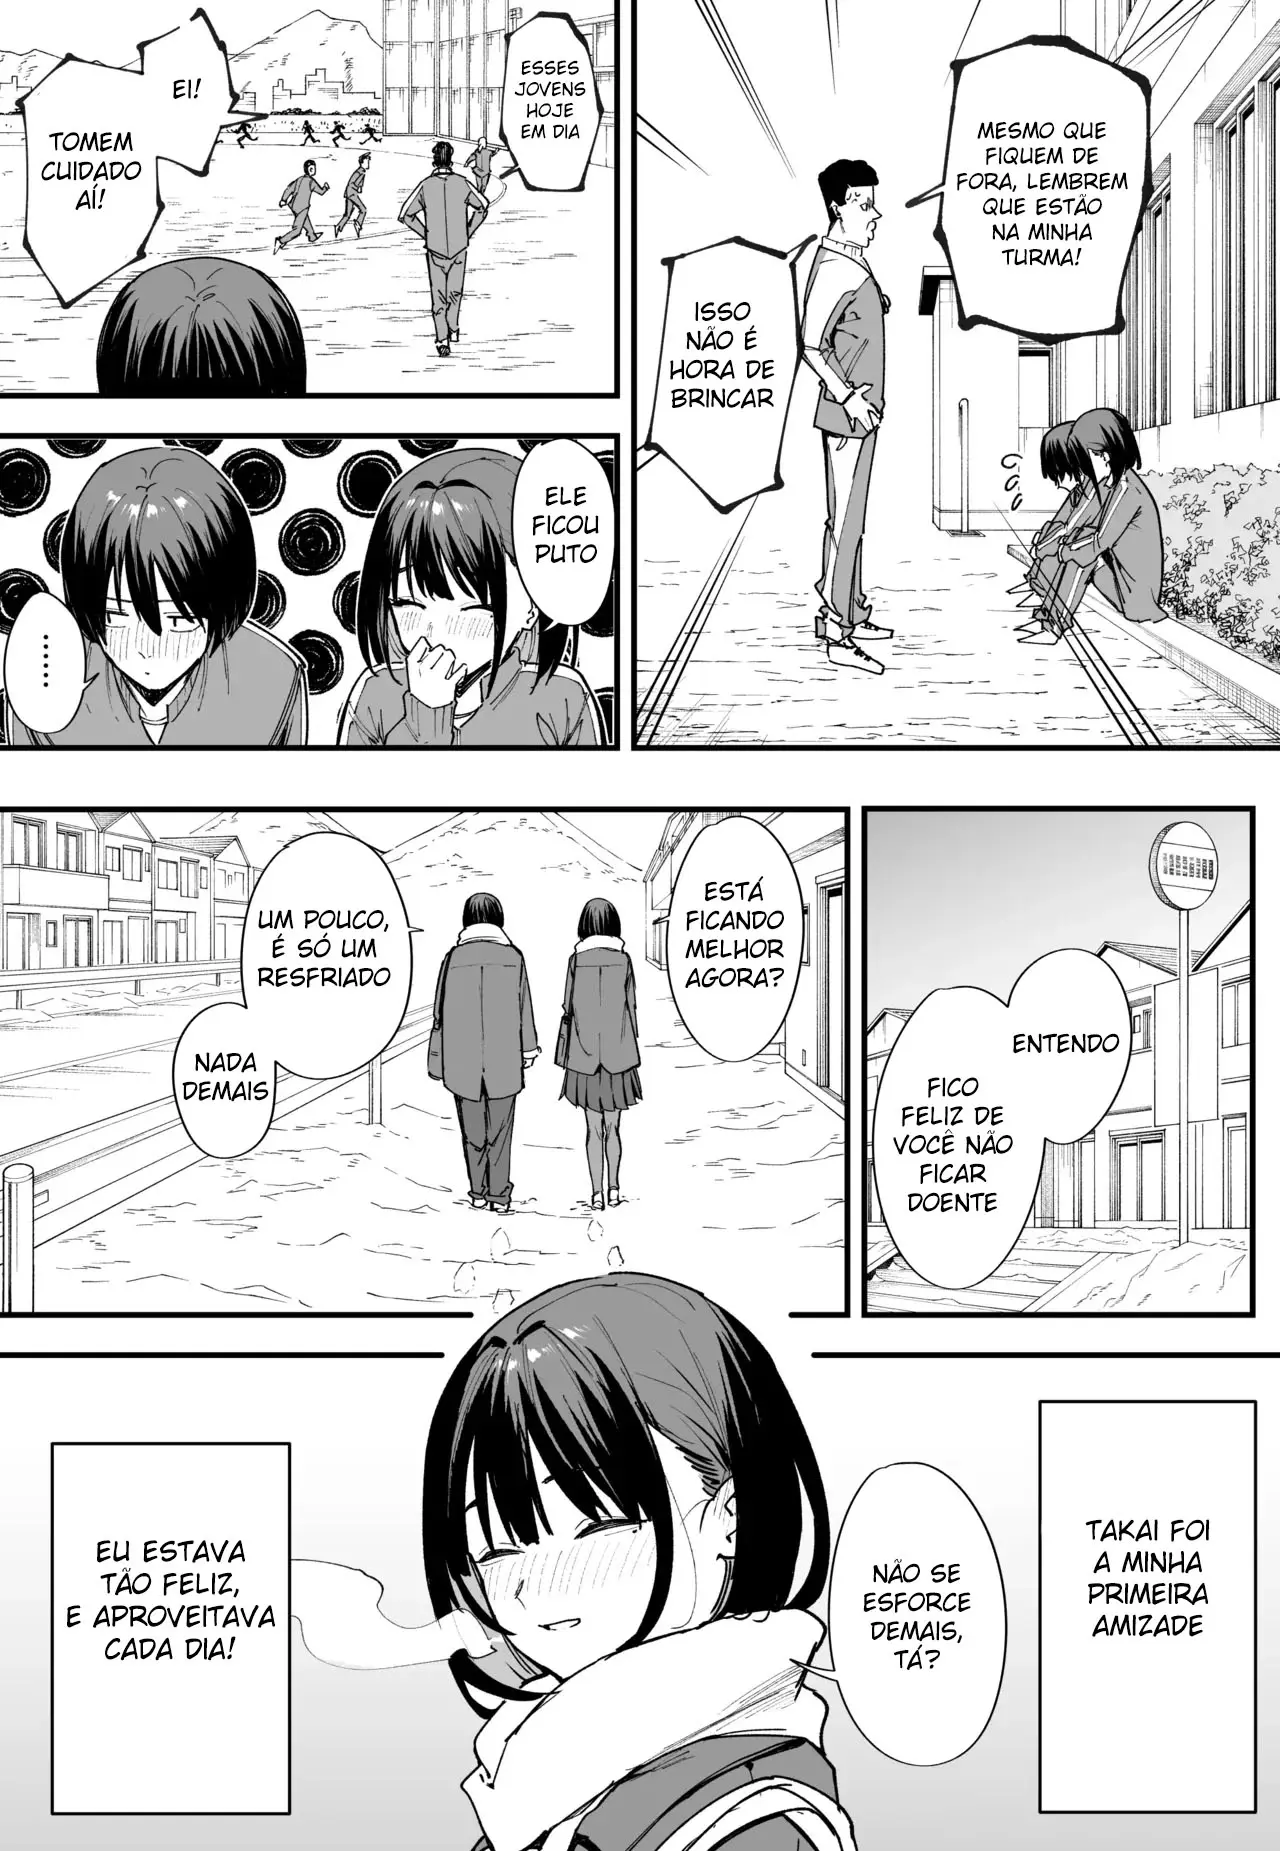 MESMO QUE
FIQUEM DE
FORA, LEMBREM
QUE ESTÃO
NA MINHA
TURMA!
ISSO
NÃO É
HORA DE
BRINCAR
ESSES
JOVENS
HOJE
EM DIA
EI!
TOMEM
CUIDADO
AÍ!
ELE
FICOU
PUTO
......
ENTENDO
FICO
FELIZ DE
VOCÊ NÃO
FICAR
DOENTE
ESTÁ
FICANDO
MELHOR
AGORA?
UM POUCO,
É SÓ UM
RESFRIADO
NADA
DEMAIS
TAKAI FOI
A MINHA
PRIMEIRA
AMIZADE
NÃO SE
ESFORCE
DEMAIS,
TÁ?
EU ESTAVA
TÃO FELIZ,
E APROVEITAVA
CADA DIA!